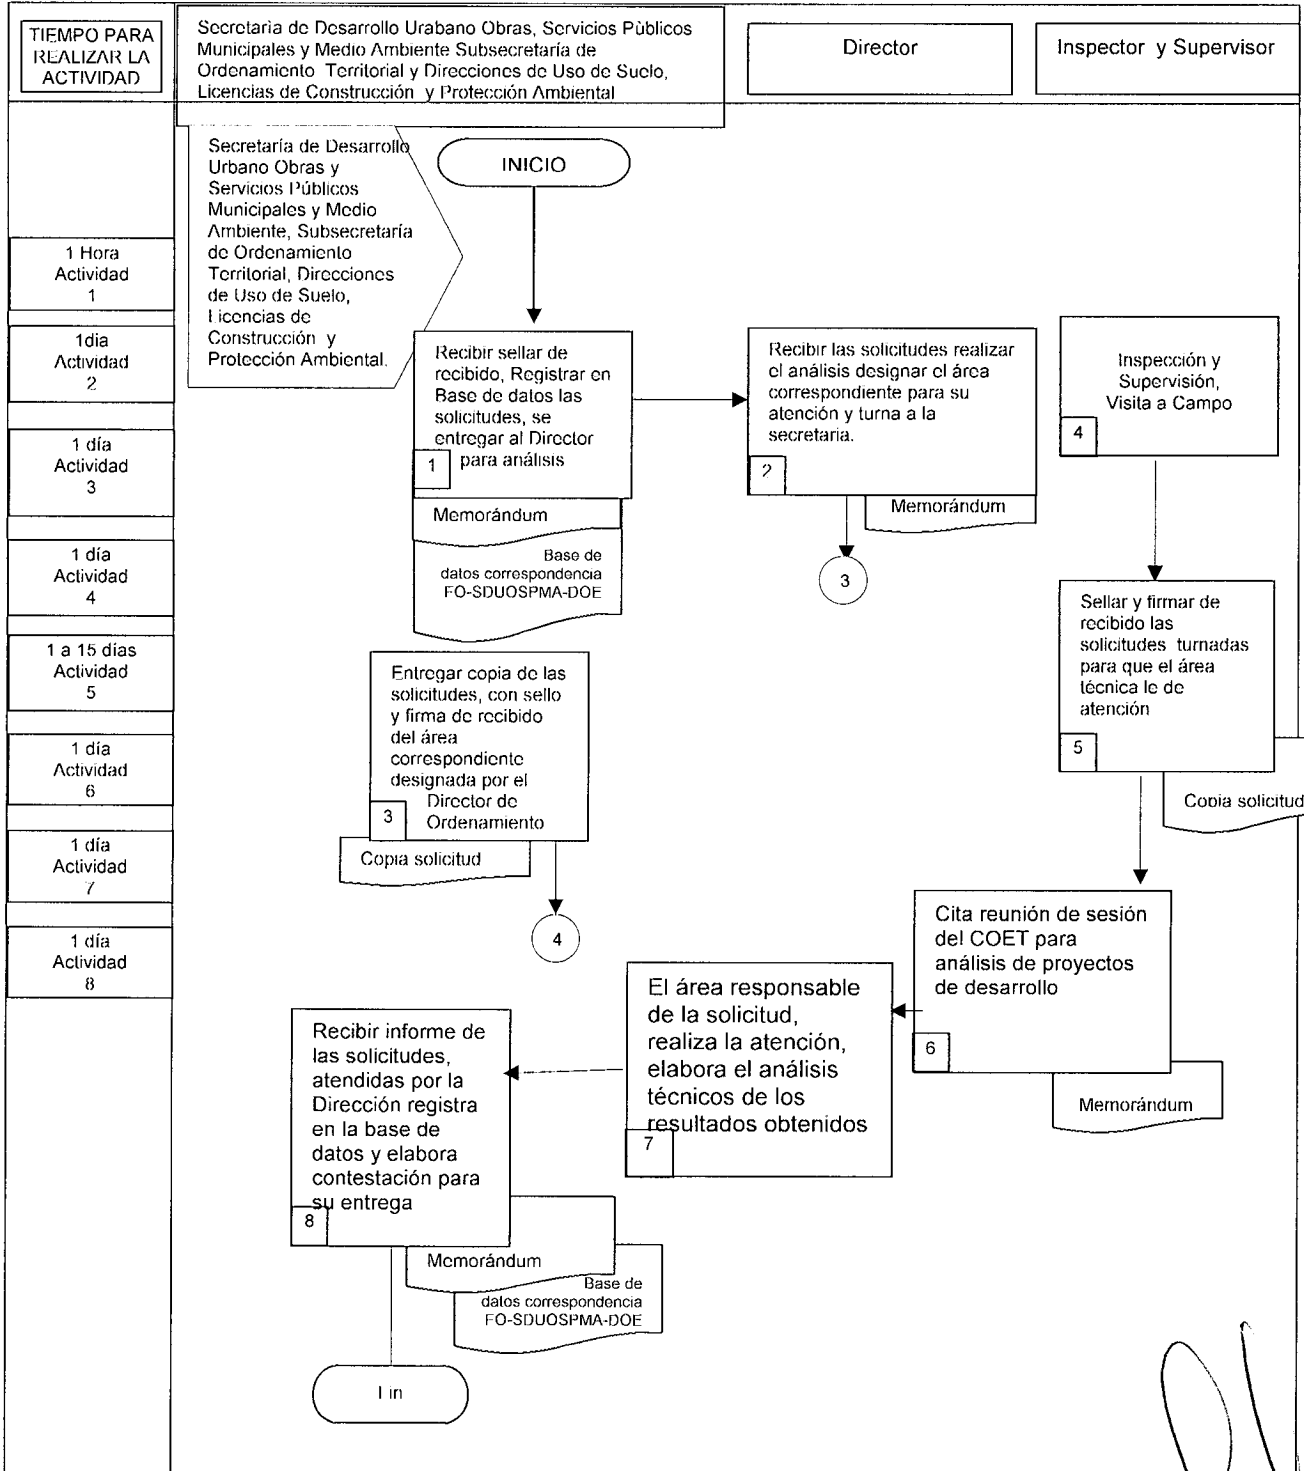 TIEMPO PARA
REALIZAR LA
ACTIVIDAD
Secretaría de Desarrollo Urabano Obras, Servicios Pùblicos
Municipales y Medio Ambiente Subsecretaría de
Ordenamiento Territorial y Direcciones de Uso de Suelo,
Licencias de Construcción y Protección Ambiental
Director
Inspector y Supervisor
Secretaría de Desarrollo
Urbano Obras y
Servicios Públicos
Municipales y Medio
Ambiente, Subsecretaría
de Ordenamiento
Territorial, Direcciones
de Uso de Suelo,
Licencias de
Construcción y
Protección Ambiental.
INICIO
1 Hora
Actividad
1
1dia
Actividad
2
1 día
Actividad
3
1 día
Actividad
4
1 a 15 días
Actividad
5
1 día
Actividad
6
1 día
Actividad
7
1 día
Actividad
8
Recibir sellar de
recibido, Registrar en
Base de datos las
solicitudes, se
entregar al Director
para análisis
1
Memorándum
Base de
datos correspondencia
FO-SDUOSPMA-DOE
Recibir las solicitudes realizar
el análisis designar el área
correspondiente para su
atención y turna a la
secretaria.
2
Memorándum
3
Inspección y
Supervisión,
Visita a Campo
4
Sellar y firmar de
recibido las
solicitudes turnadas
para que el área
técnica le de
atención
5
Copia solicitud
Entregar copia de las
solicitudes, con sello
y firma de recibido
del área
correspondiente
designada por el
Director de
Ordenamiento
3
Copia solicitud
4
Cita reunión de sesión
del COET para
análisis de proyectos
de desarrollo
6
Memorándum
El área responsable
de la solicitud,
realiza la atención,
elabora el análisis
técnicos de los
resultados obtenidos
7
Recibir informe de
las solicitudes,
atendidas por la
Dirección registra
en la base de
datos y elabora
contestación para
su entrega
8
Memorándum
Base de
datos correspondencia
FO-SDUOSPMA-DOE
Fin